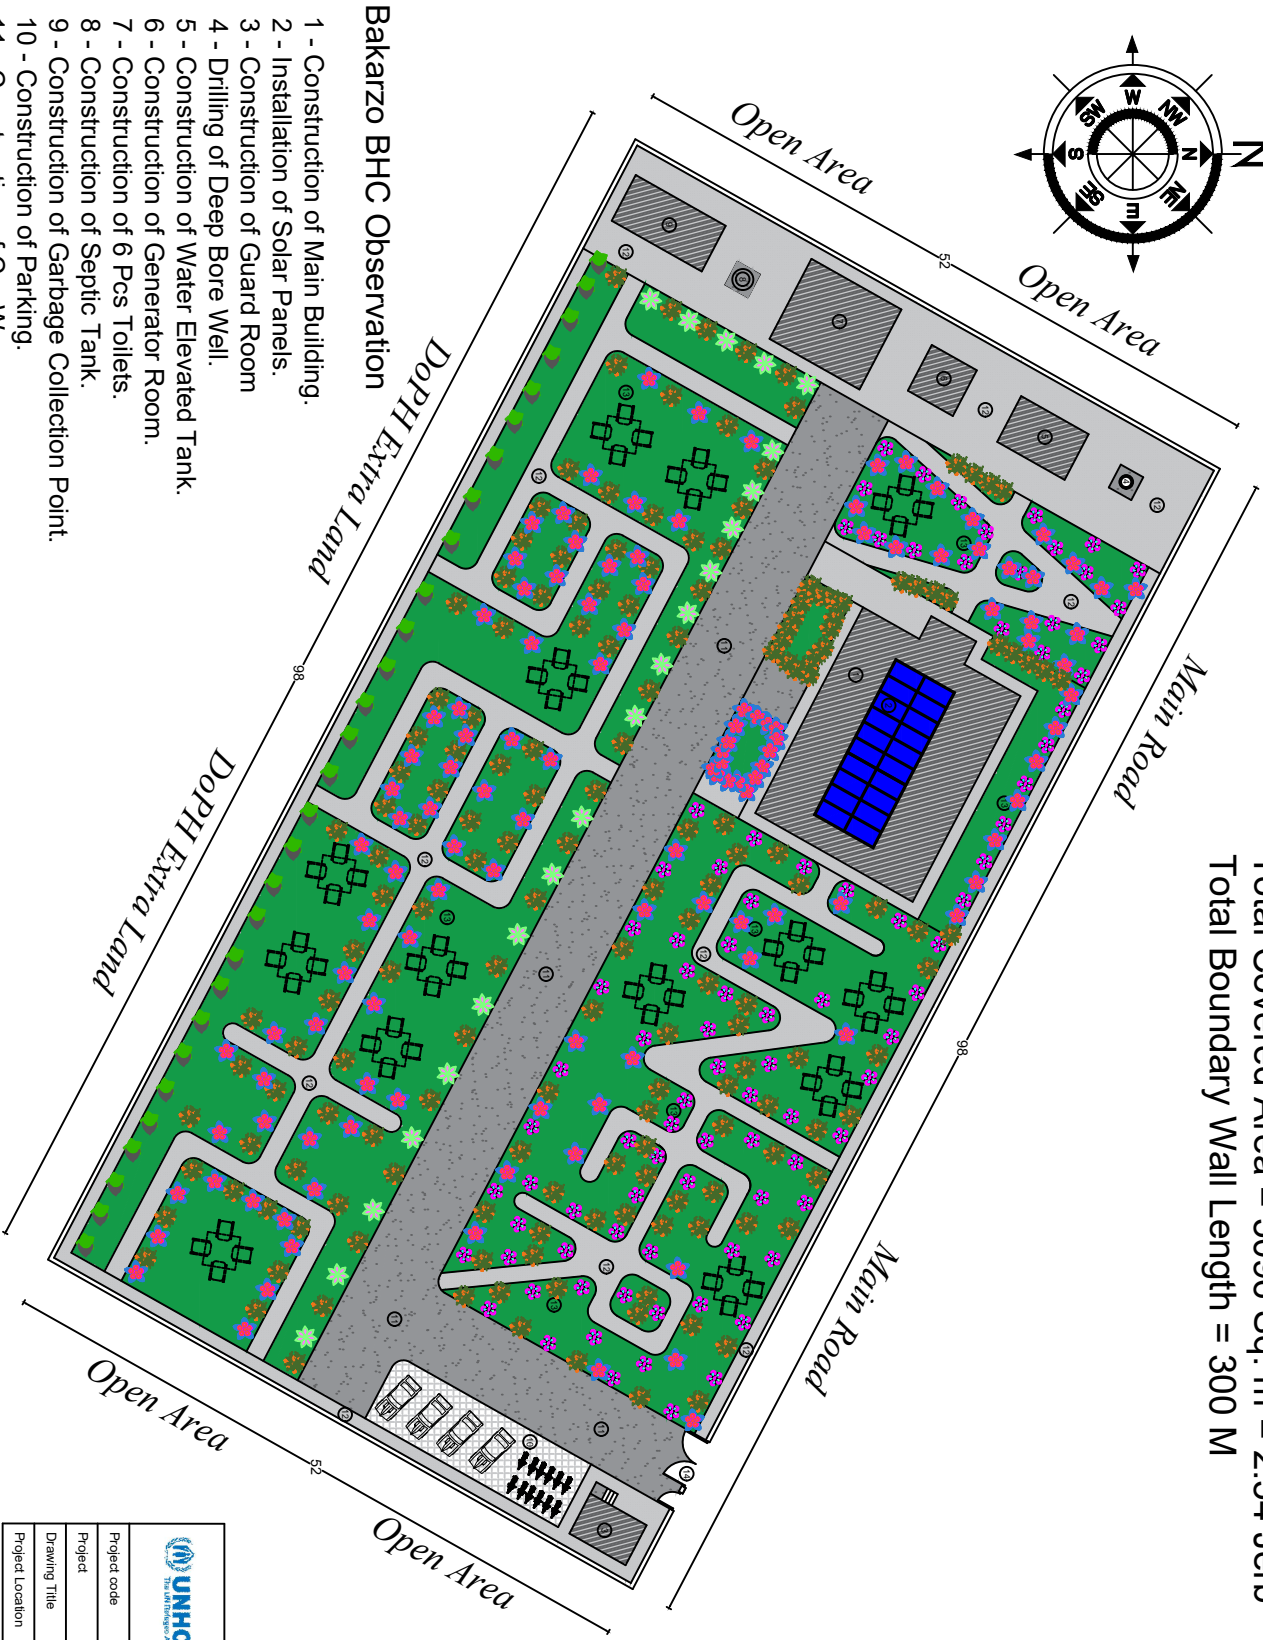 N
W
NW
N
NE
E
SE
S
SW
Total Boundary Wall Length = 300 M
Open Area
52
Open Area
Main Road
98
Main Road
DoPH Extra Land
98
DoPH Extra Land
Open Area
52
Open Area
Bakarzo BHC Observation
1 - Construction of Main Building.
2 - Installation of Solar Panels.
3 - Construction of Guard Room
4 - Drilling of Deep Bore Well.
5 - Construction of Water Elevated Tank.
6 - Construction of Generator Room.
7 - Construction of 6 Pcs Toilets.
8 - Construction of Septic Tank.
9 - Construction of Garbage Collection Point.
10 - Construction of Parking.
UNHC
The UN Refugee A
Project code
Project
Drawing Title
Project Location